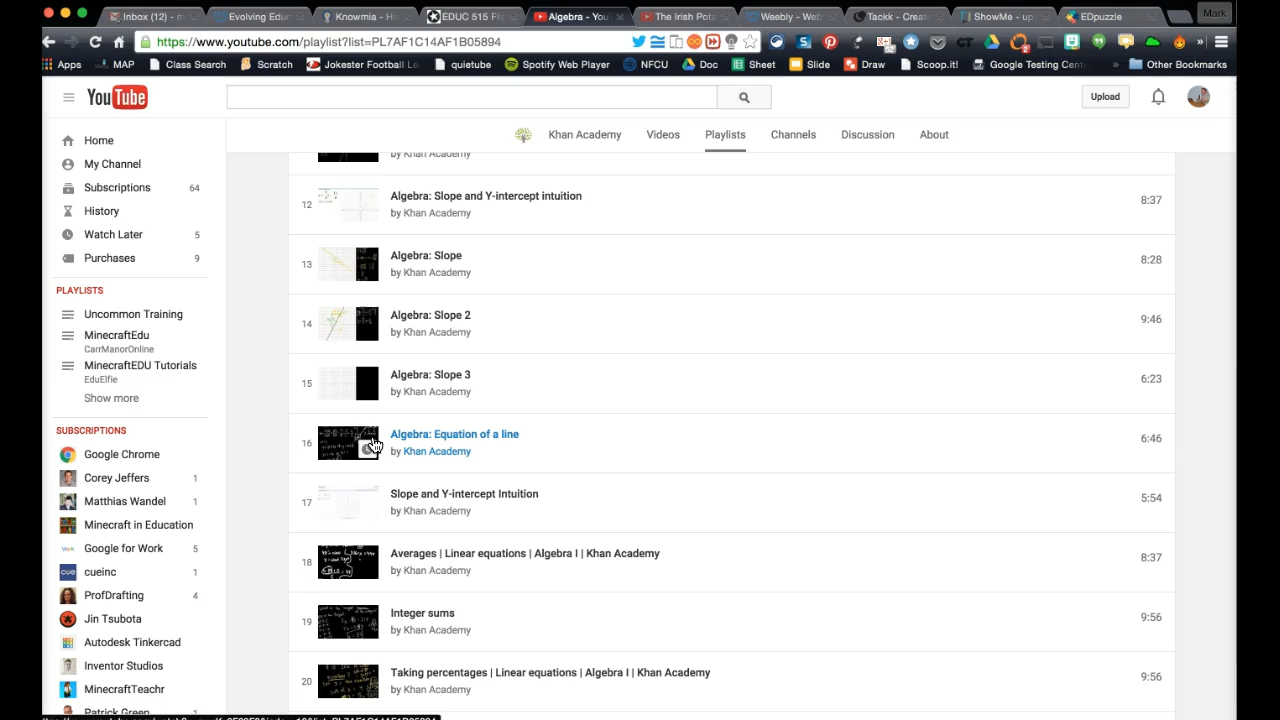 Inbox (12) - m
Evolving Educ
Knowmia - Ho
EDUC 515 Flip
Algebra - You
The Irish Pota
Weebly - Web
Tackk - Create
ShowMe - up
EDpuzzle
Mark
https://www.youtube.com/playlist?list=PL7AF1C14AF1B05894
Apps
MAP
Class Search
Scratch
Jokester Football Le
quietube
Spotify Web Player
NFCU
Doc
Sheet
Slide
Draw
Scoop.it!
Google Testing Cent
»
Other Bookmarks
YouTube
Upload
Khan Academy
Videos
Playlists
Channels
Discussion
About
Home
My Channel
Subscriptions 64
History
Watch Later 5
Purchases 9
PLAYLISTS
Uncommon Training
MinecraftEdu
CarrManorOnline
MinecraftEDU Tutorials
EduElfie
Show more
SUBSCRIPTIONS
Google Chrome
Corey Jeffers 1
Matthias Wandel 1
Minecraft in Education
Google for Work 5
cueinc 1
ProfDrafting 4
Jin Tsubota
Autodesk Tinkercad
Inventor Studios
MinecraftTeachr
Patrick Green 1
by Khan Academy
12 Algebra: Slope and Y-intercept intuition 8:37
by Khan Academy
13 Algebra: Slope 8:28
by Khan Academy
14 Algebra: Slope 2 9:46
by Khan Academy
15 Algebra: Slope 3 6:23
by Khan Academy
16 Algebra: Equation of a line 6:46
by Khan Academy
17 Slope and Y-intercept Intuition 5:54
by Khan Academy
18 Averages | Linear equations | Algebra I | Khan Academy 8:37
by Khan Academy
19 Integer sums 9:56
by Khan Academy
20 Taking percentages | Linear equations | Algebra I | Khan Academy 9:56
by Khan Academy